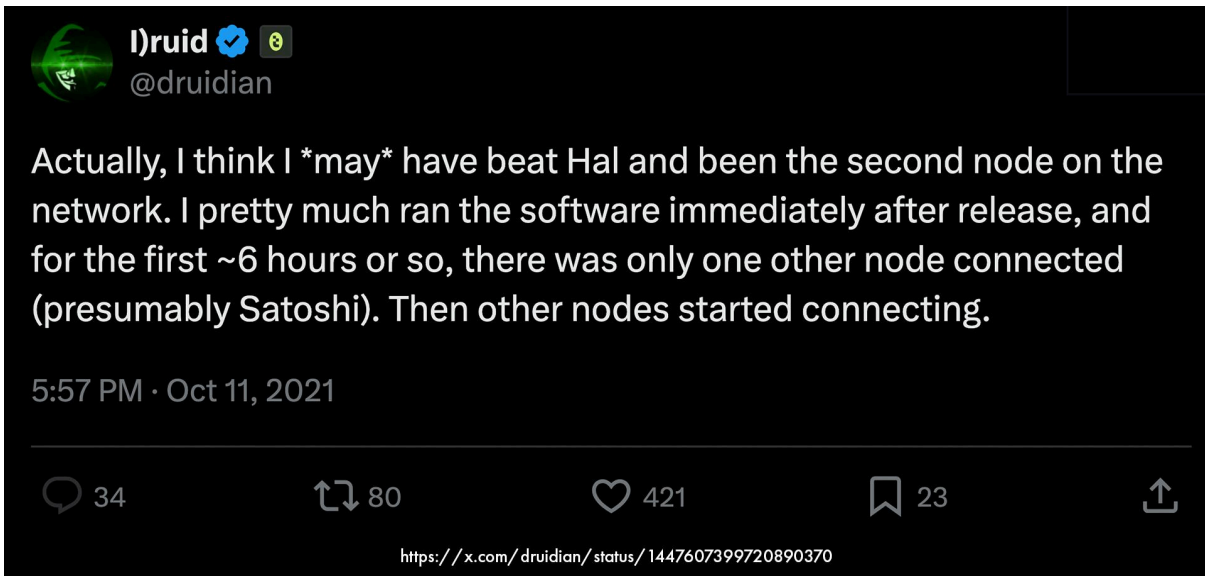 I)ruid
@druidian
Actually, I think I *may* have beat Hal and been the second node on the
network. I pretty much ran the software immediately after release, and
for the first ~6 hours or so, there was only one other node connected
(presumably Satoshi). Then other nodes started connecting.
5:57 PM · Oct 11, 2021
34 80 421 23
https://x.com/druidian/status/1447607399720890370